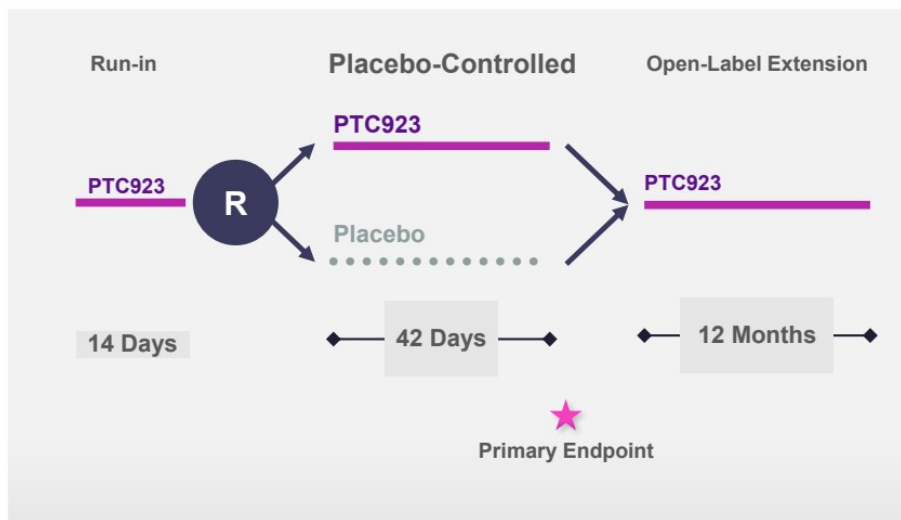 Run-in
Placebo-Controlled
Open-Label Extension
PTC923
PTC923
R
PTC923
Placebo
14 Days
42 Days
12 Months
Primary Endpoint